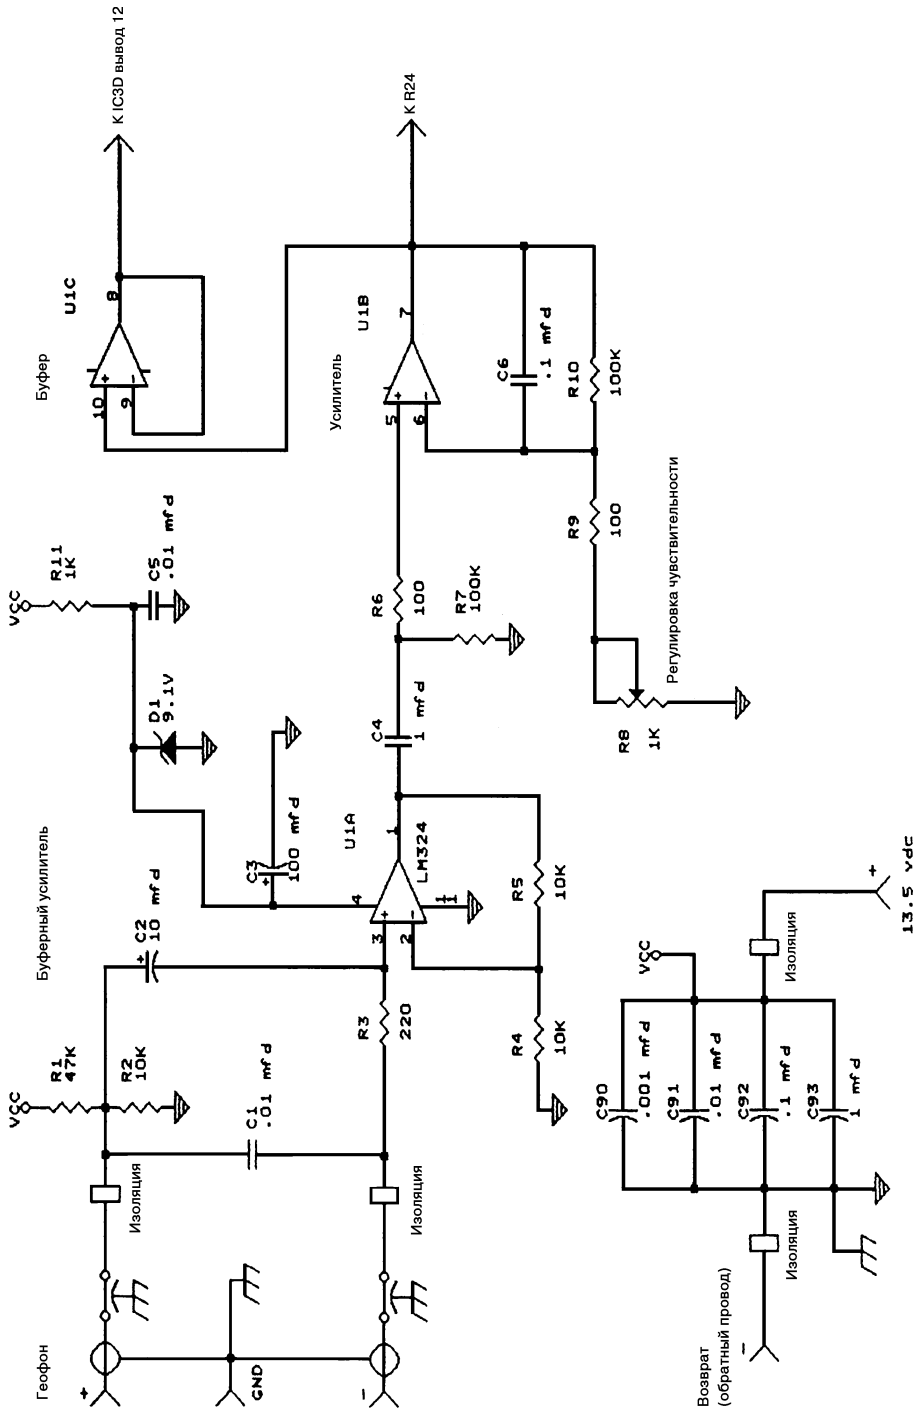 Геофон
+
GND
-
Изоляция
Изоляция
VCC
R1
47K
R2
10K
C1
.01 mfd
R3
220
C2
10 mfd
+
Буферный усилитель
3
2
+
-
4
11
1
U1A
LM324
R4
10K
R5
10K
C3
100 mfd
+
D1
9.1V
VCC
R11
1K
C5
.01 mfd
C4
1 mfd
R6
100
R7
100K
Буфер
U1C
10
9
+
-
8
К IC3D вывод 12
Усилитель
U1B
5
6
+
-
7
К R24
C6
.1 mfd
R10
100K
R9
100
R8
1K
Регулировка чувствительности
Возврат
(обратный провод)
-
Изоляция
C90
.001 mfd
C91
.01 mfd
C92
.1 mfd
C93
1 mfd
VCC
Изоляция
+
13.5 vdc